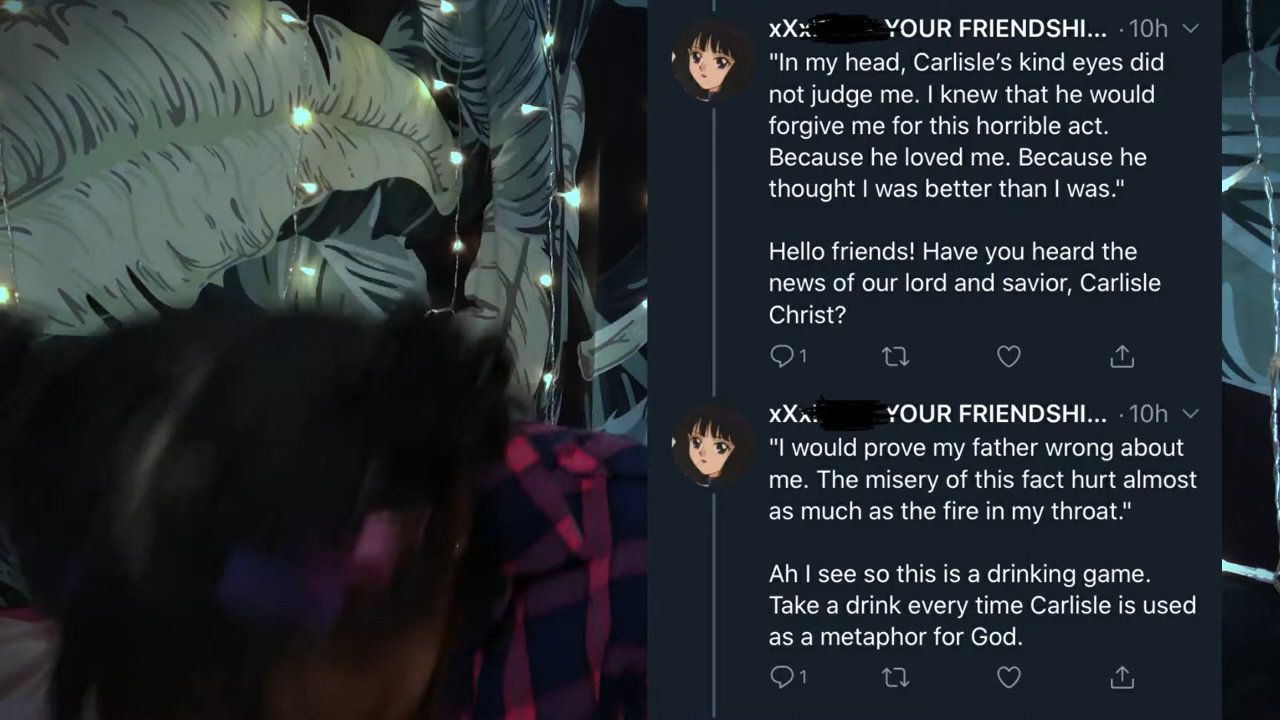 xXx YOUR FRIENDSHI... · 10h
"In my head, Carlisle’s kind eyes did
not judge me. I knew that he would
forgive me for this horrible act.
Because he loved me. Because he
thought I was better than I was."
Hello friends! Have you heard the
news of our lord and savior, Carlisle
Christ?
1
xXx YOUR FRIENDSHI... · 10h
"I would prove my father wrong about
me. The misery of this fact hurt almost
as much as the fire in my throat."
Ah I see so this is a drinking game.
Take a drink every time Carlisle is used
as a metaphor for God.
1